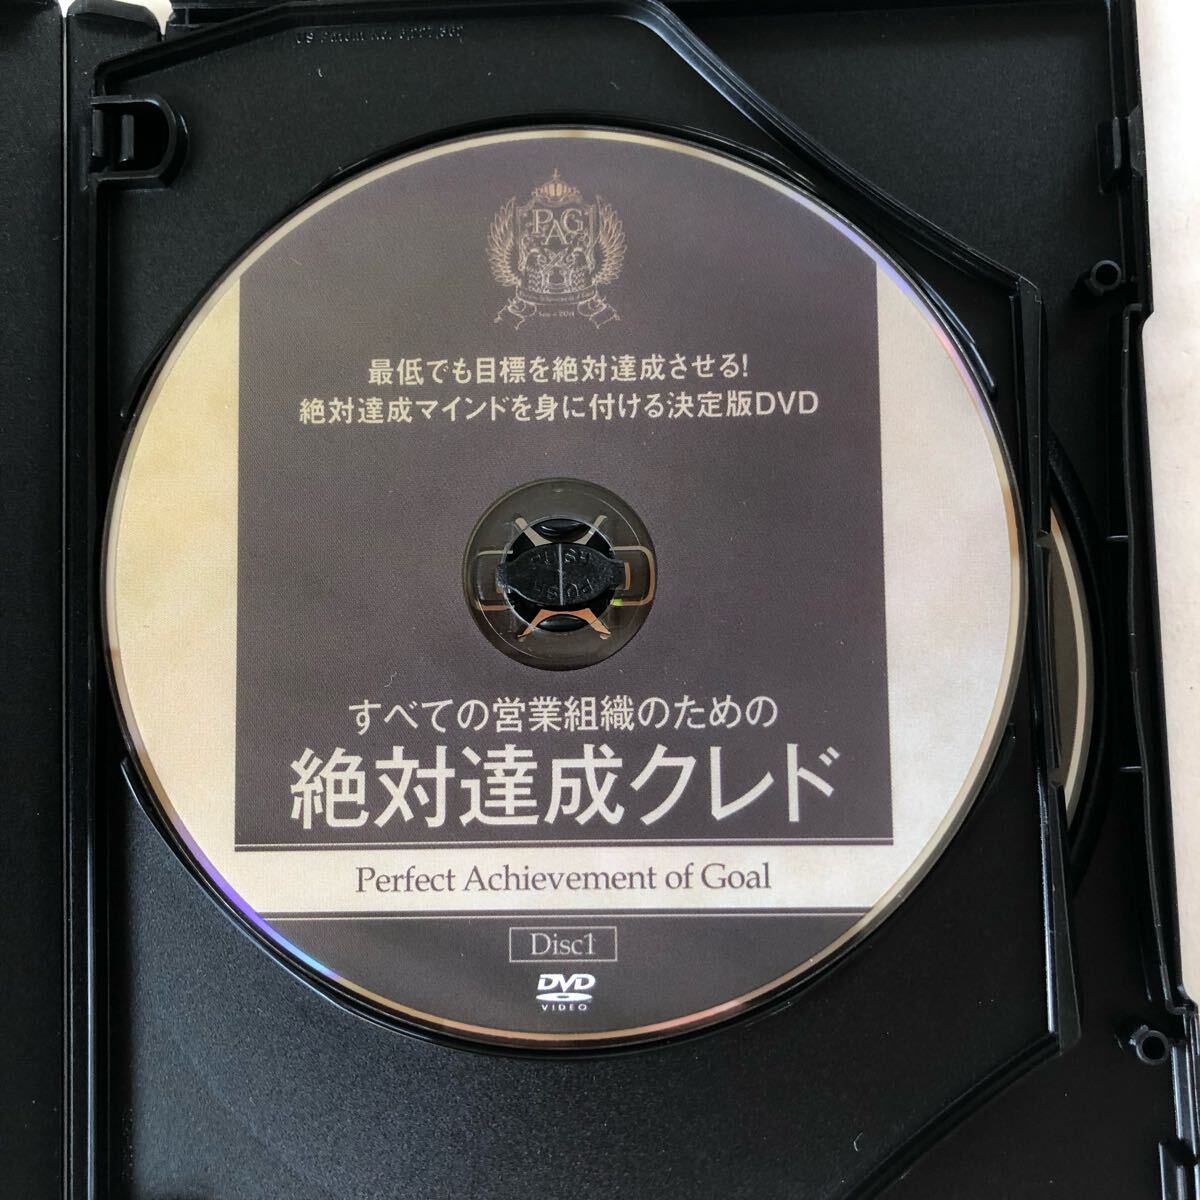 PAG
最低でも目標を絶対達成させる!
絶対達成マインドを身に付ける決定版DVD
PUSH
PUSH
すべての営業組織のための
絶対達成クレド
Perfect Achievement of Goal
Disc1
DVD
VIDEO